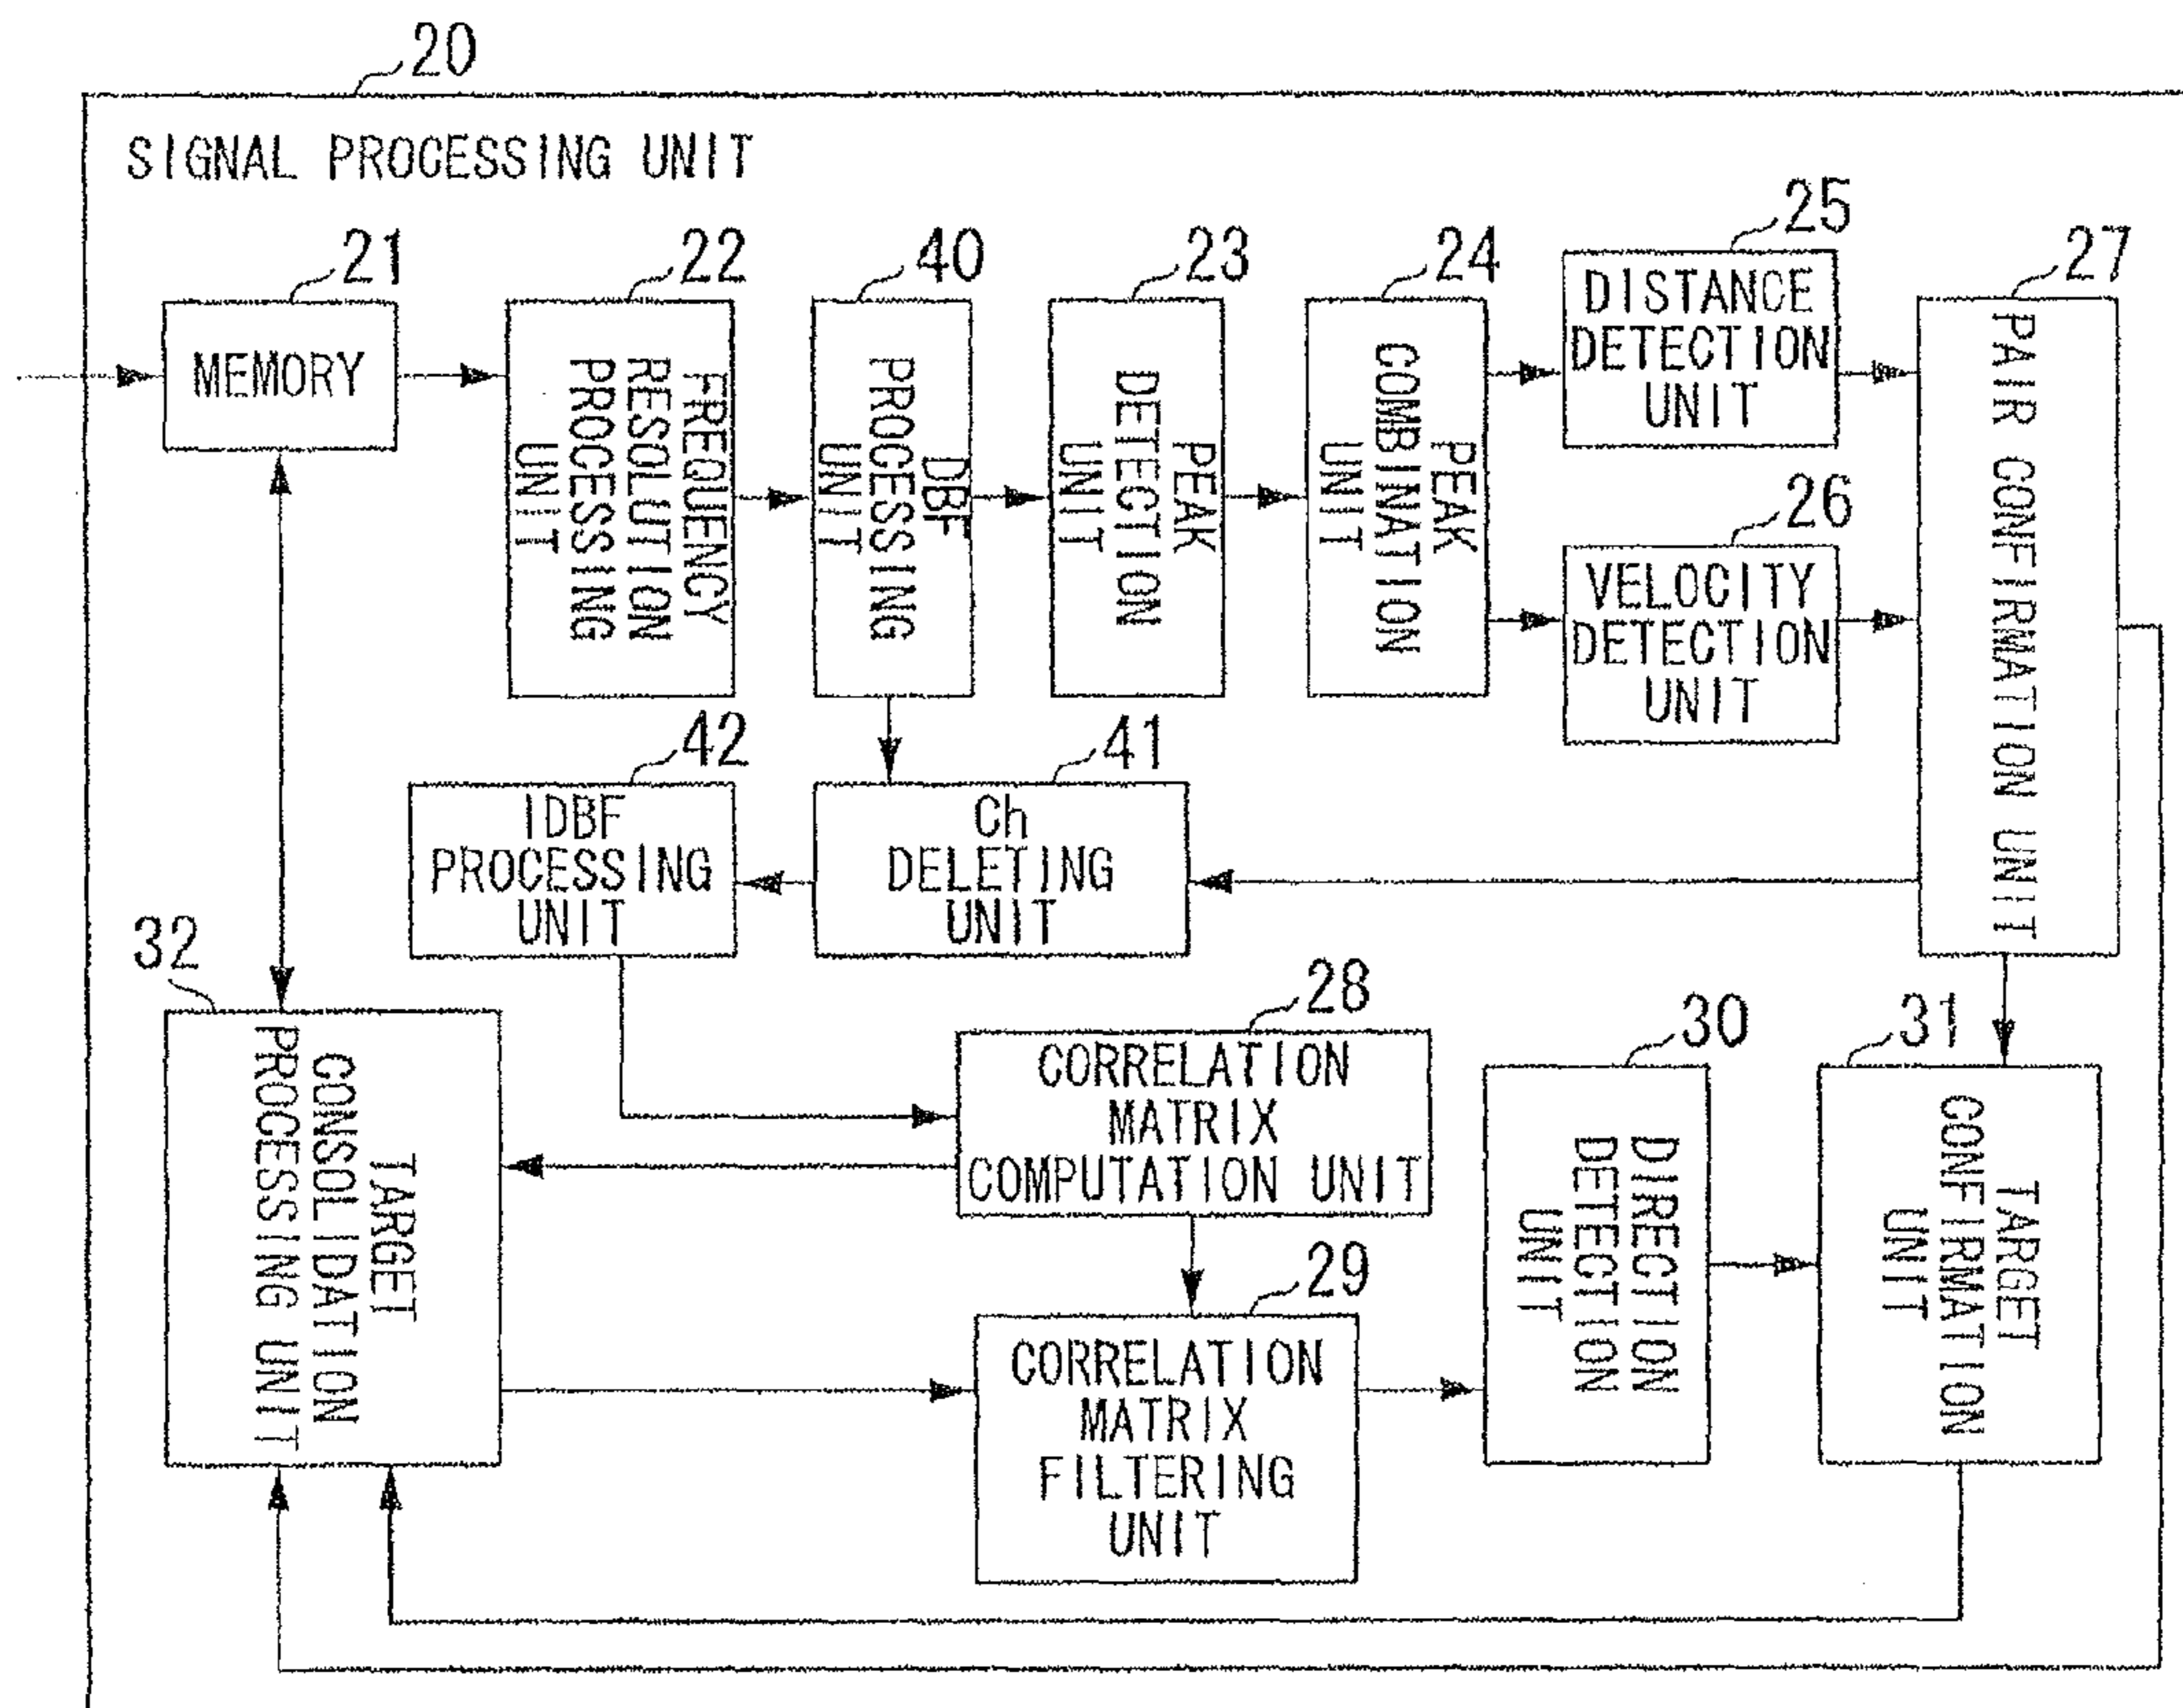 20
SIGNAL PROCESSING UNIT
21
MEMORY
22
FREQUENCY
RESOLUTION
PROCESSING
UNIT
40
DBF
PROCESSING
UNIT
23
PEAK
DETECTION
UNIT
24
PEAK
COMBINATION
UNIT
25
DISTANCE
DETECTION
UNIT
26
VELOCITY
DETECTION
UNIT
27
PAIR CONFIRMATION UNIT
42
IDBF
PROCESSING
UNIT
41
Ch
DELETING
UNIT
32
TARGET
CONSOLIDATION
PROCESSING UNIT
28
CORRELATION
MATRIX
COMPUTATION UNIT
29
CORRELATION
MATRIX
FILTERING
UNIT
30
DIRECTION
DETECTION
UNIT
31
TARGET
CONFIRMATION
UNIT